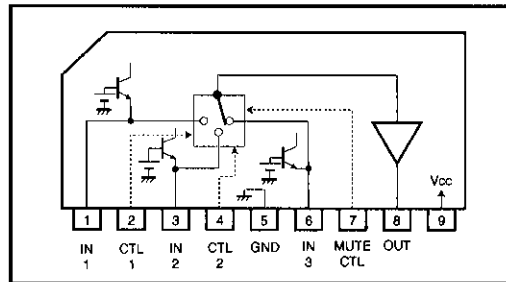 Vcc
1 2 3 4 5 6 7 8 9
IN CTL IN CTL GND IN MUTE OUT
1 1 2 2 3 CTL